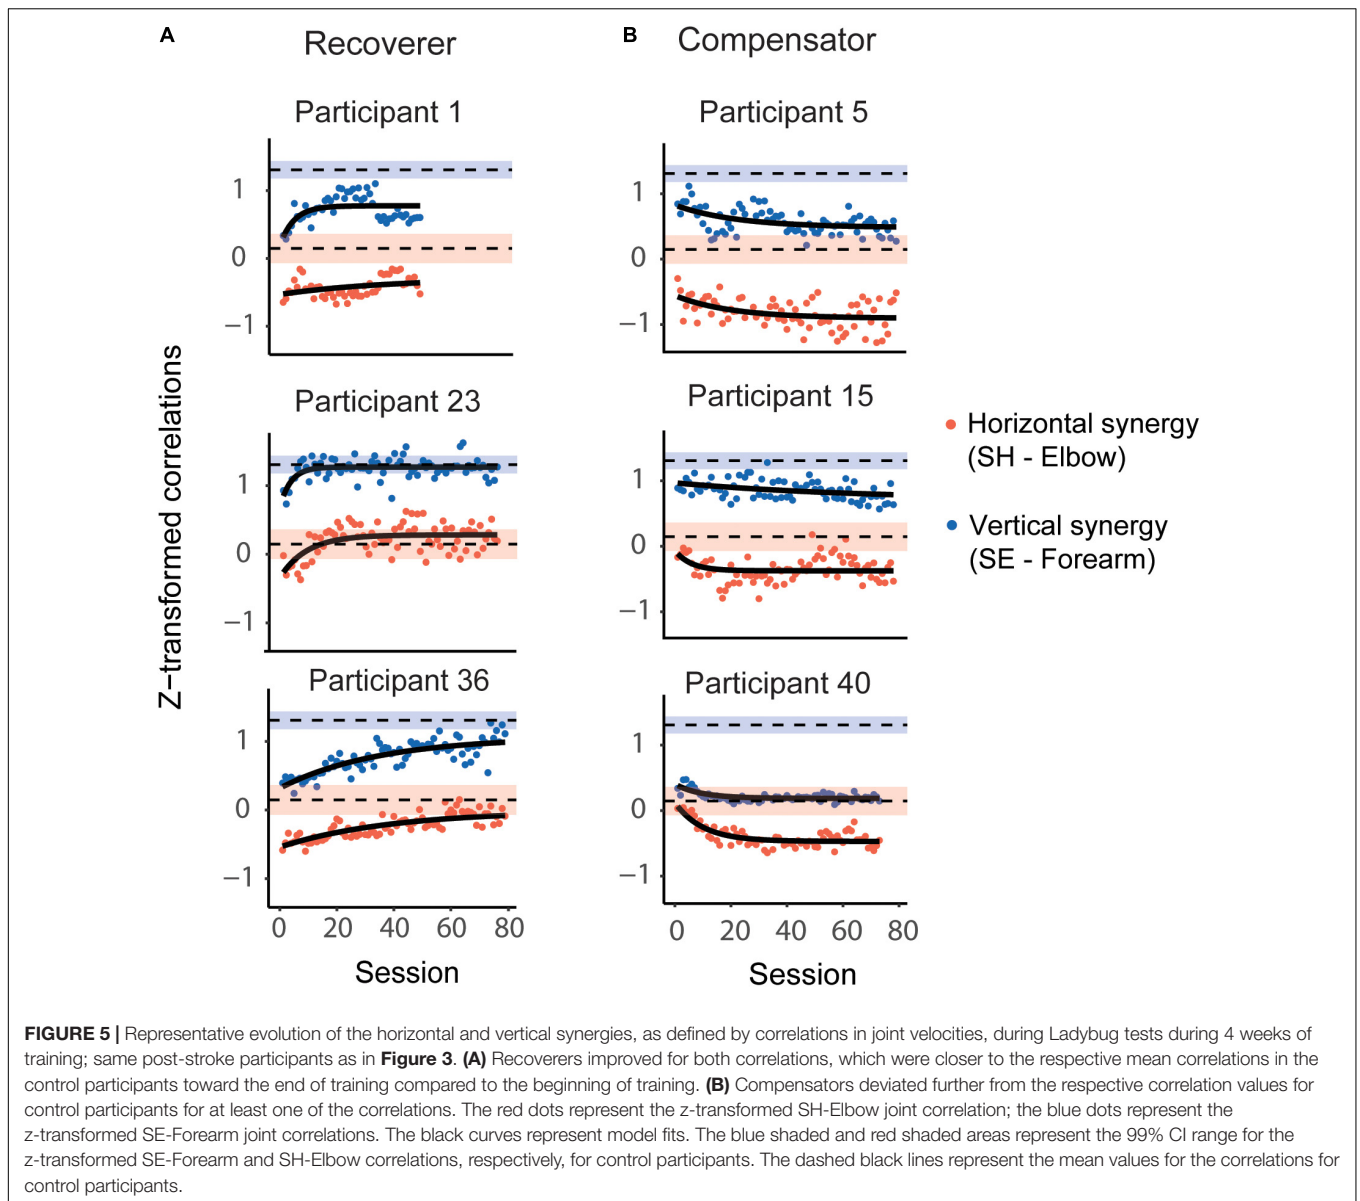 A
Recoverer
B
Compensator
Z−transformed correlations
Participant 1
1
0
−1
Participant 23
1
0
−1
Participant 36
1
0
−1
0 20 40 60 80
Session
Participant 5
1
0
−1
Participant 15
1
0
−1
Participant 40
1
0
−1
0 20 40 60 80
Session
Horizontal synergy
(SH - Elbow)
Vertical synergy
(SE - Forearm)
FIGURE 5 | Representative evolution of the horizontal and vertical synergies, as defined by correlations in joint velocities, during Ladybug tests during 4 weeks of
training; same post-stroke participants as in Figure 3. (A) Recoverers improved for both correlations, which were closer to the respective mean correlations in the
control participants toward the end of training compared to the beginning of training. (B) Compensators deviated further from the respective correlation values for
control participants for at least one of the correlations. The red dots represent the z-transformed SH-Elbow joint correlation; the blue dots represent the
z-transformed SE-Forearm joint correlations. The black curves represent model fits. The blue shaded and red shaded areas represent the 99% CI range for the
z-transformed SE-Forearm and SH-Elbow correlations, respectively, for control participants. The dashed black lines represent the mean values for the correlations for
control participants.